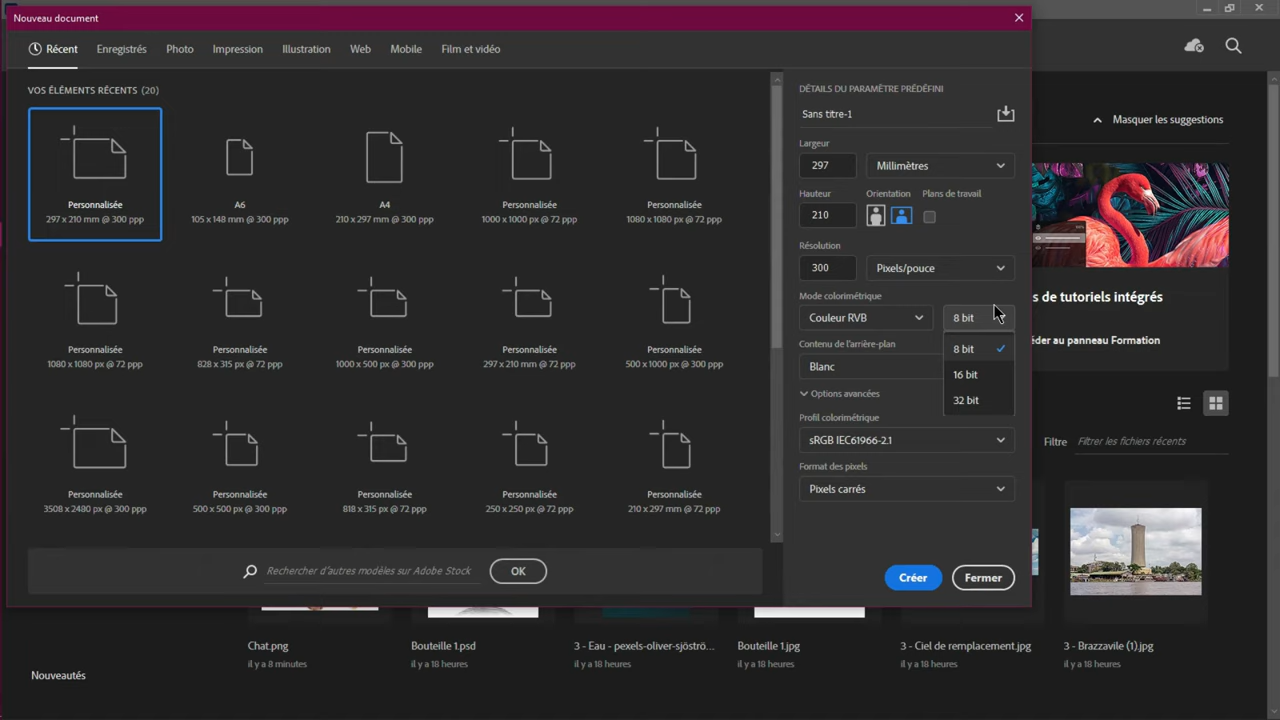 Nouveau document
Récent
Enregistrés
Photo
Impression
Illustration
Web
Mobile
Film et vidéo
VOS ÉLÉMENTS RÉCENTS (20)
Personnalisée
297 x 210 mm @ 300 ppp
A6
105 x 148 mm @ 300 ppp
A4
210 x 297 mm @ 300 ppp
Personnalisée
1000 x 1000 px @ 72 ppp
Personnalisée
1080 x 1080 px @ 72 ppp
Personnalisée
1080 x 1080 px @ 72 ppp
Personnalisée
828 x 315 px @ 72 ppp
Personnalisée
1000 x 500 px @ 300 ppp
Personnalisée
297 x 210 mm @ 72 ppp
Personnalisée
500 x 1000 px @ 300 ppp
Personnalisée
3508 x 2480 px @ 300 ppp
Personnalisée
500 x 500 px @ 300 ppp
Personnalisée
818 x 315 px @ 72 ppp
Personnalisée
250 x 250 px @ 72 ppp
Personnalisée
210 x 297 mm @ 72 ppp
Rechercher d'autres modèles sur Adobe Stock
OK
DÉTAILS DU PARAMÈTRE PRÉDÉFINI
Sans titre-1
Largeur
297
Millimètres
Hauteur
Orientation
Plans de travail
210
Résolution
300
Pixels/pouce
Mode colorimétrique
Couleur RVB
8 bit
8 bit
16 bit
32 bit
Contenu de l'arrière-plan
Blanc
Options avancées
Profil colorimétrique
sRGB IEC61966-2.1
Format des pixels
Pixels carrés
Créer
Fermer
Masquer les suggestions
s de tutoriels intégrés
der au panneau Formation
Filtre
Filtrer les fichiers récents
Chat.png
il y a 8 minutes
Bouteille 1.psd
il y a 18 heures
3 - Eau - pexels-oliver-sjöströ...
il y a 18 heures
Bouteille 1.jpg
il y a 18 heures
3 - Ciel de remplacement.jpg
il y a 18 heures
3 - Brazzavile (1).jpg
il y a 18 heures
Nouveautés